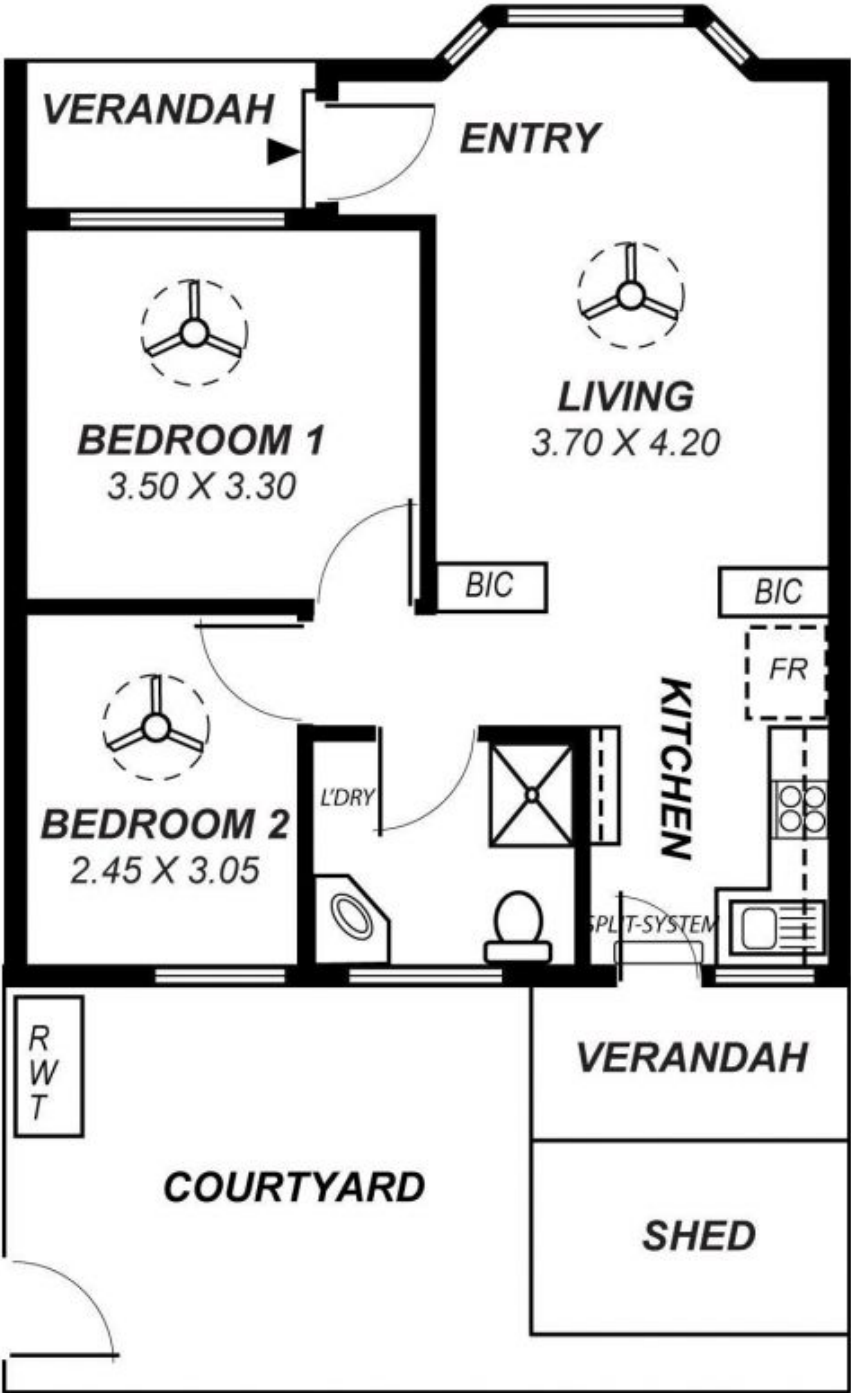 VERANDAH
ENTRY
LIVING
3.70 X 4.20
BEDROOM 1
3.50 X 3.30
BIC
BIC
FR
KITCHEN
L'DRY
BEDROOM 2
2.45 X 3.05
SPLIT-SYSTEM
R
W
T
VERANDAH
COURTYARD
SHED